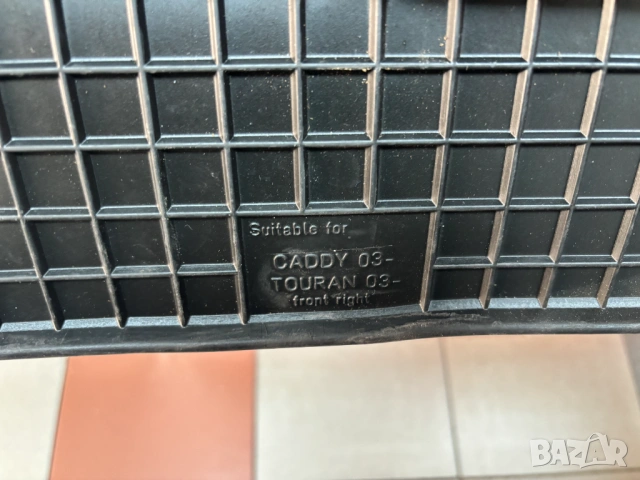 Suitable for
CADDY 03-
TOURAN 03-
front right
BAZAR